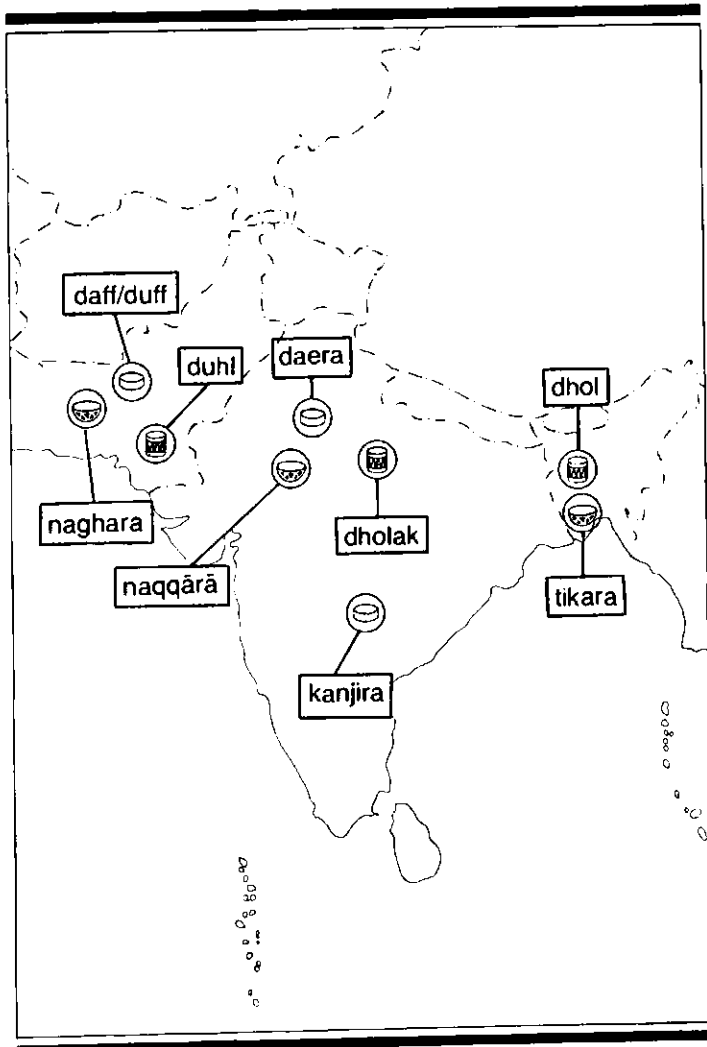 daff/duff
duhl
daera
dhol
naghara
dholak
naqqārā
tikara
kanjira